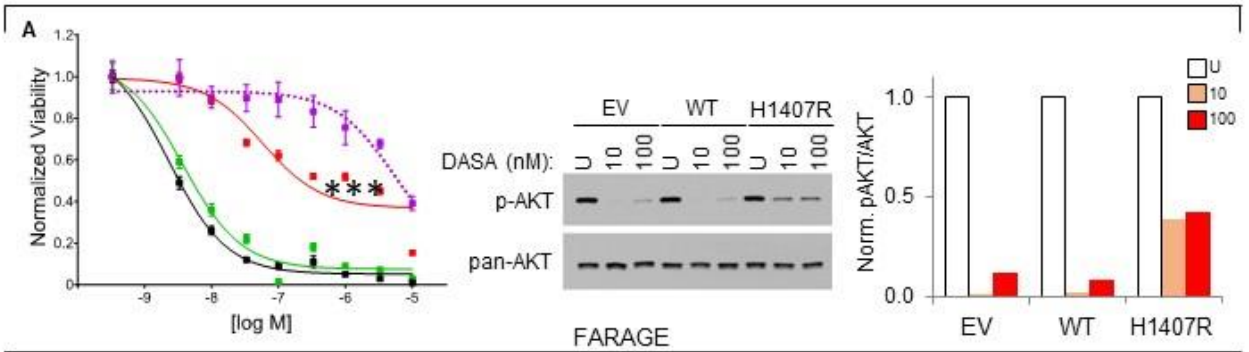 A
1.2
1.0
0.8
0.6
0.4
0.2
0
-9 -8 -7 -6 -5
Normalized Viability
[log M]
***
EV WT H1407R
DASA (nM): U 10 100 U 10 100 U 10 100
p-AKT
pan-AKT
FARAGE
U
10
100
1.0
0.5
0.0
Norm. pAKT/AKT
EV WT H1407R